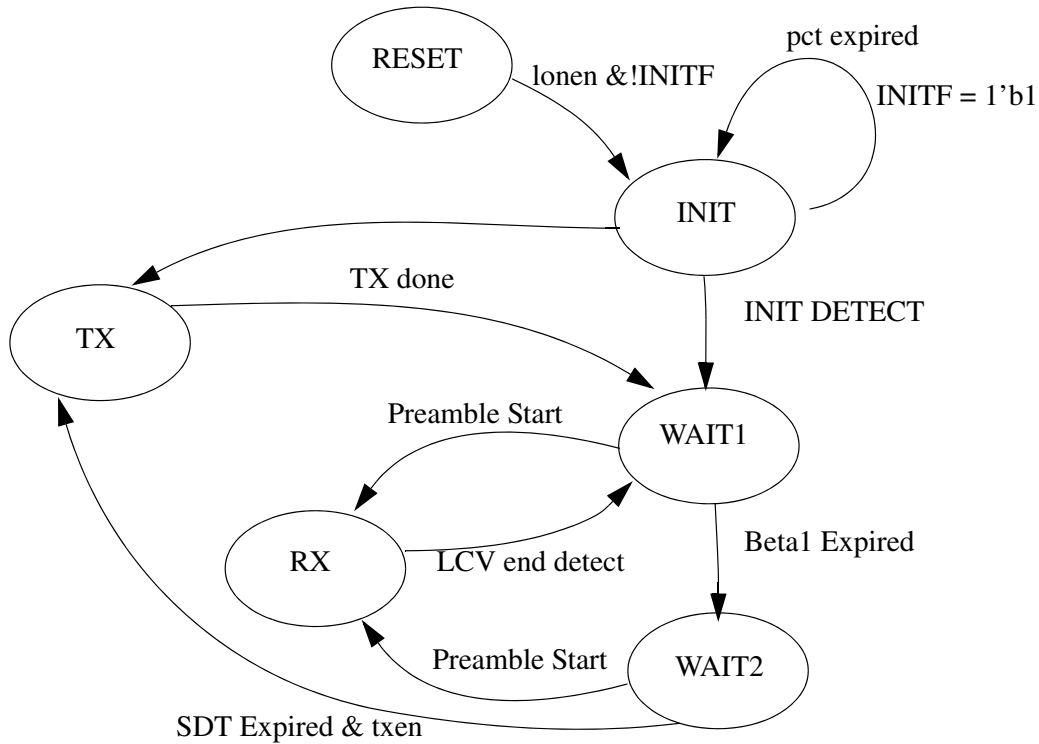 pct expired
RESET
lonen &!INITF
INITF = 1’b1
INIT
TX done
INIT DETECT
TX
Preamble Start
WAIT1
Beta1 Expired
RX
LCV end detect
Preamble Start
WAIT2
SDT Expired & txen